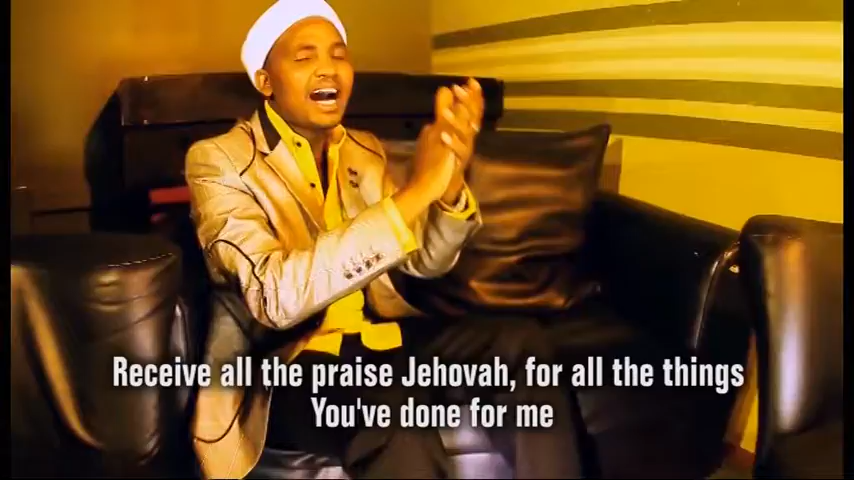 Receive all the praise Jehovah, for all the things
You've done for me